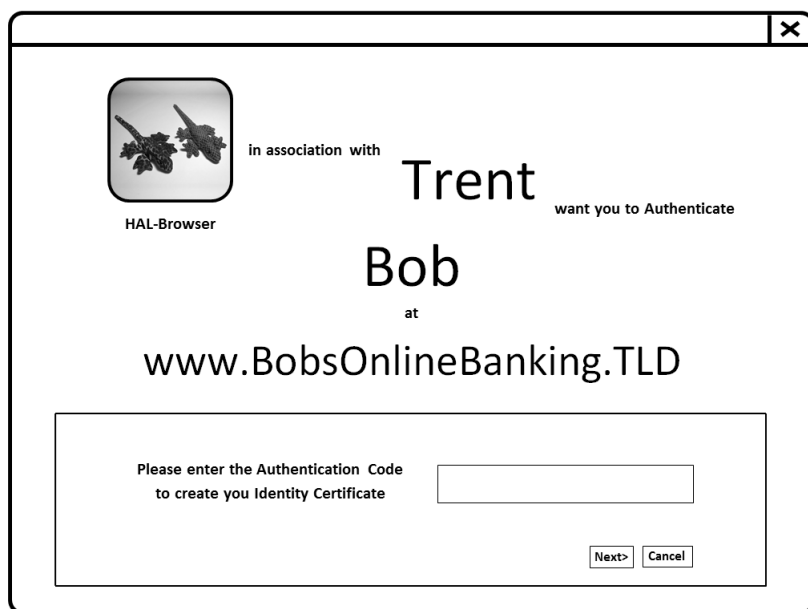 in association with
Trent
want you to Authenticate
HAL-Browser
Bob
at
www.BobsOnlineBanking.TLD
Please enter the Authentication Code
to create you Identity Certificate
Next>
Cancel